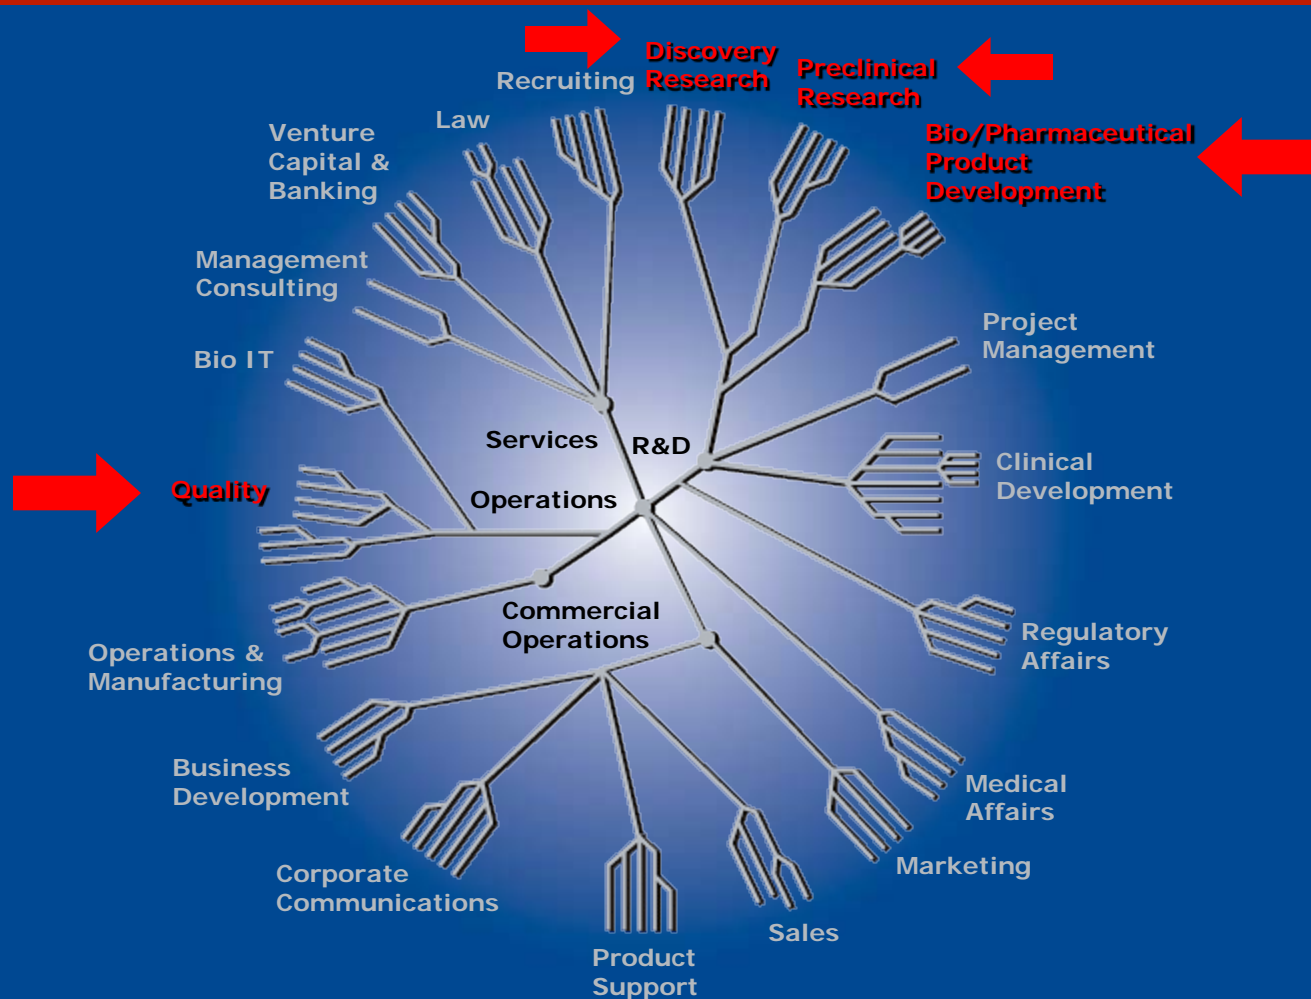 Discovery
Research
Preclinical
Research
Recruiting
Law
Venture
Capital &
Banking
Bio/Pharmaceutical
Product
Development
Management
Consulting
Project
Management
Bio IT
Services
R&D
Clinical
Development
Quality
Operations
Commercial
Operations
Regulatory
Affairs
Operations &
Manufacturing
Business
Development
Medical
Affairs
Marketing
Corporate
Communications
Sales
Product
Support